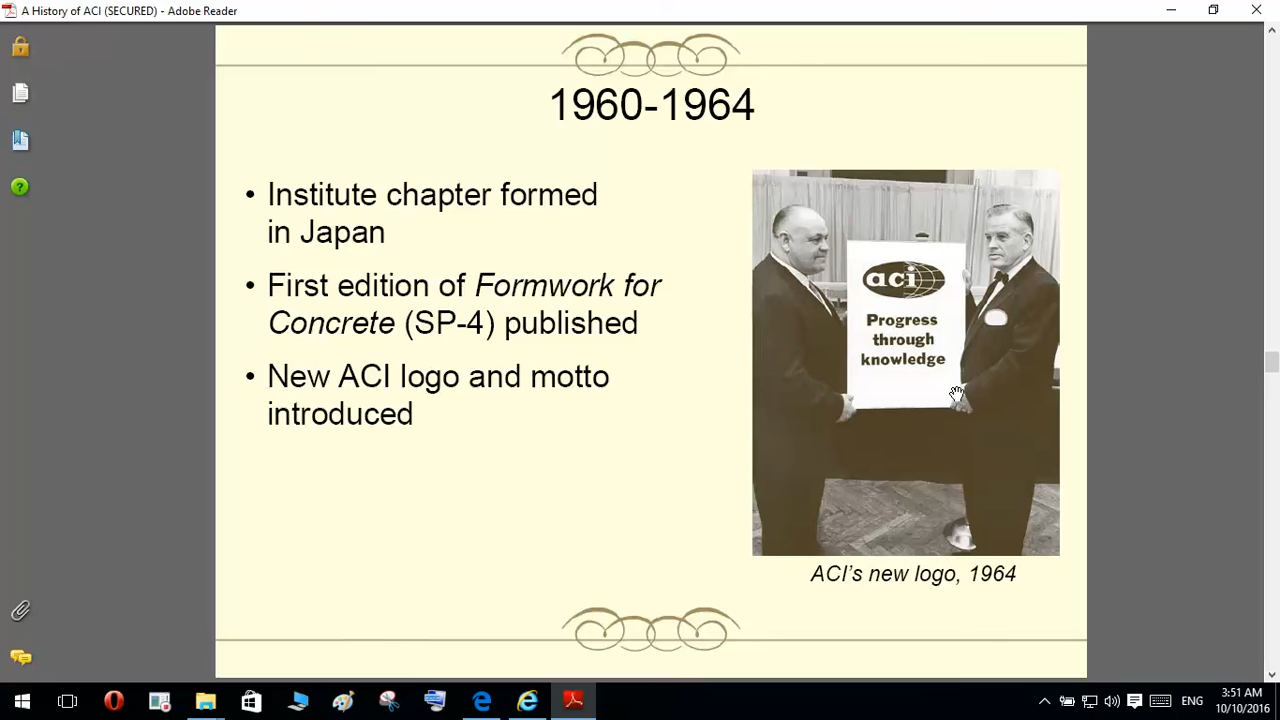 A History of ACI (SECURED) - Adobe Reader
1960-1964
• Institute chapter formed
in Japan
• First edition of Formwork for
Concrete (SP-4) published
• New ACI logo and motto
introduced
aci
Progress
through
knowledge
ACI’s new logo, 1964
ENG
3:51 AM
10/10/2016